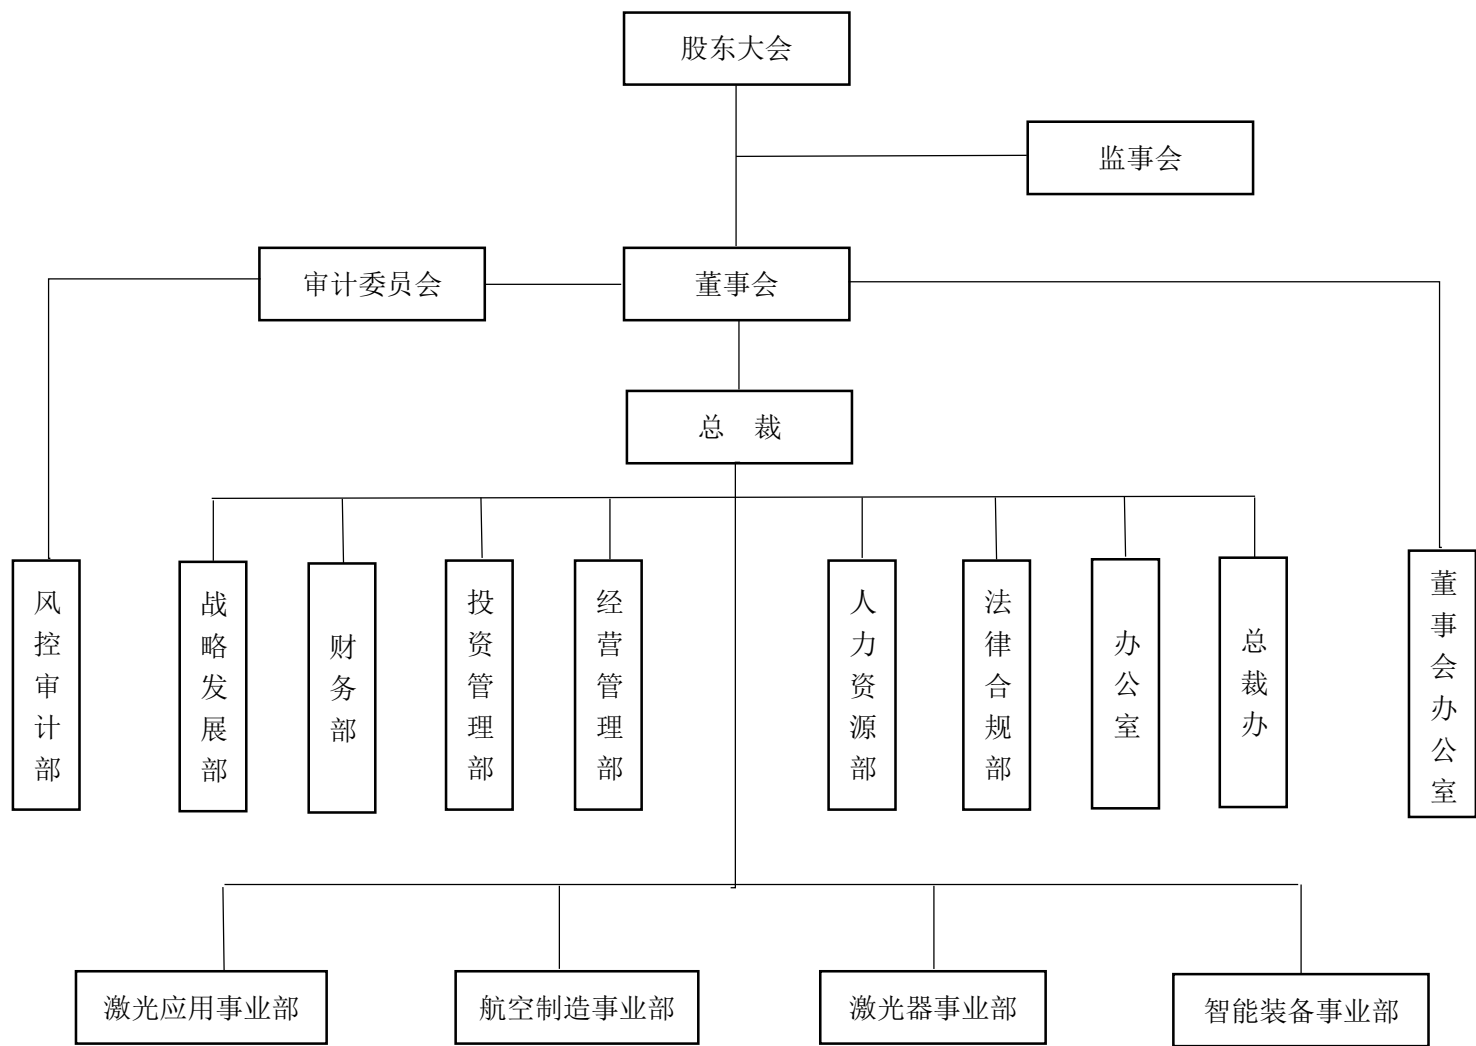 股东大会
监事会
审计委员会
董事会
总 裁
风控审计部
战略发展部
财务部
投资管理部
经营管理部
人力资源部
法律合规部
办公室
总裁办
董事会办公室
激光应用事业部
航空制造事业部
激光器事业部
智能装备事业部